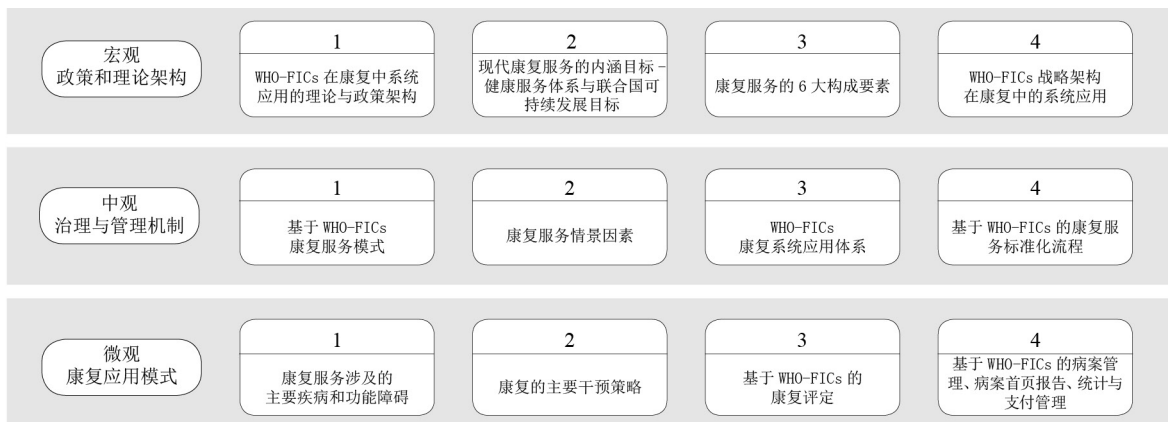 宏观
政策和理论架构
1
WHO-FICs 在康复中系统
应用的理论与政策架构
2
现代康复服务的内涵目标 -
健康服务体系与联合国可
持续发展目标
3
康复服务的 6 大构成要素
4
WHO-FICs 战略架构
在康复中的系统应用
中观
治理与管理机制
1
基于 WHO-FICs
康复服务模式
2
康复服务情景因素
3
WHO-FICs
康复系统应用体系
4
基于 WHO-FICs 的康复服
务标准化流程
微观
康复应用模式
1
康复服务涉及的
主要疾病和功能障碍
2
康复的主要干预策略
3
基于 WHO-FICs 的
康复评定
4
基于 WHO-FICs 的病案管
理、病案首页报告、统计与
支付管理